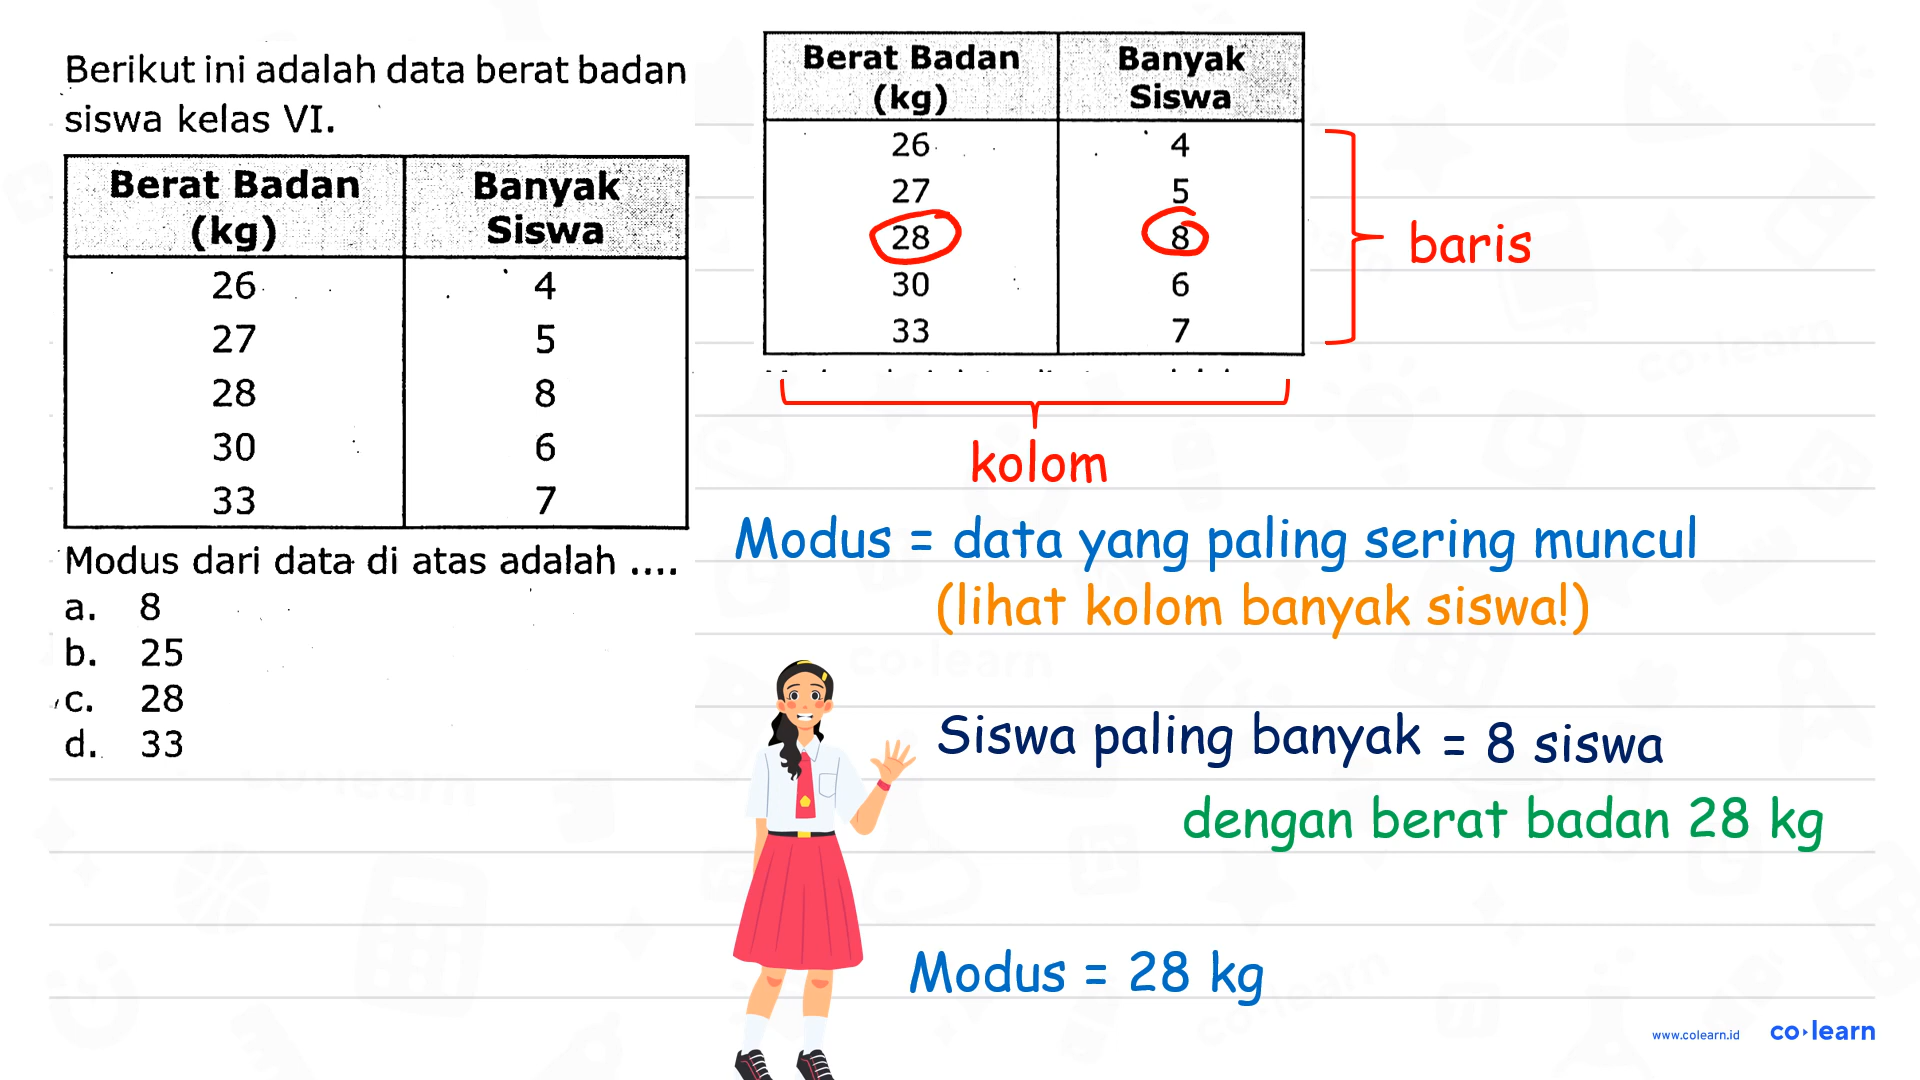 Berikut ini adalah data berat badan
siswa kelas VI.
Berat Badan (kg) Banyak Siswa
26 4
27 5
28 8
30 6
33 7
Modus dari data di atas adalah ....
a. 8
b. 25
c. 28
d. 33
Berat Badan (kg) Banyak Siswa
26 4
27 5
28 8
30 6
33 7
baris
kolom
Modus = data yang paling sering muncul
(lihat kolom banyak siswa!)
Siswa paling banyak = 8 siswa
dengan berat badan 28 kg
Modus = 28 kg
www.colearn.id co·learn